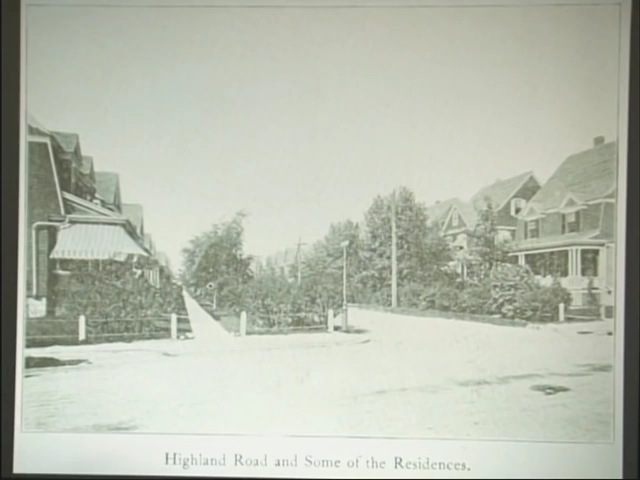 Highland Road and Some of the Residences.